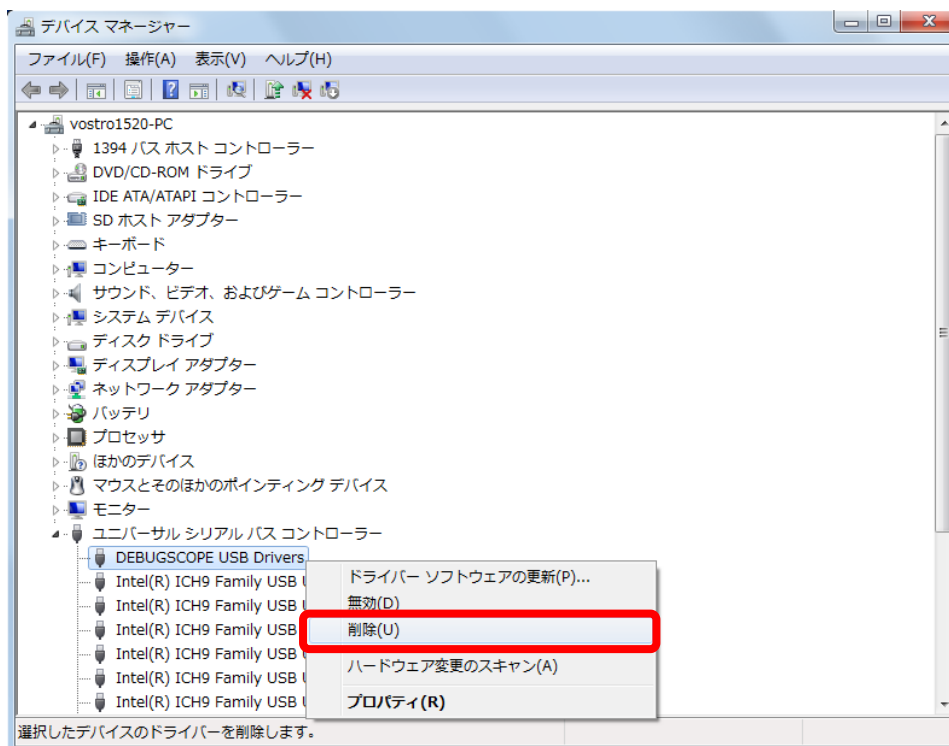 デバイス マネージャー
ファイル(F) 操作(A) 表示(V) ヘルプ(H)
vostro1520-PC
1394 バス ホスト コントローラー
DVD/CD-ROM ドライブ
IDE ATA/ATAPI コントローラー
SD ホスト アダプター
キーボード
コンピューター
サウンド、ビデオ、およびゲーム コントローラー
システム デバイス
ディスク ドライブ
ディスプレイ アダプター
ネットワーク アダプター
バッテリ
プロセッサ
ほかのデバイス
マウスとそのほかのポインティング デバイス
モニター
ユニバーサル シリアル バス コントローラー
DEBUGSCOPE USB Drivers
Intel(R) ICH9 Family USB
Intel(R) ICH9 Family USB
Intel(R) ICH9 Family USB
Intel(R) ICH9 Family USB
Intel(R) ICH9 Family USB
Intel(R) ICH9 Family USB
ドライバー ソフトウェアの更新(P)...
無効(D)
削除(U)
ハードウェア変更のスキャン(A)
プロパティ(R)
選択したデバイスのドライバーを削除します。